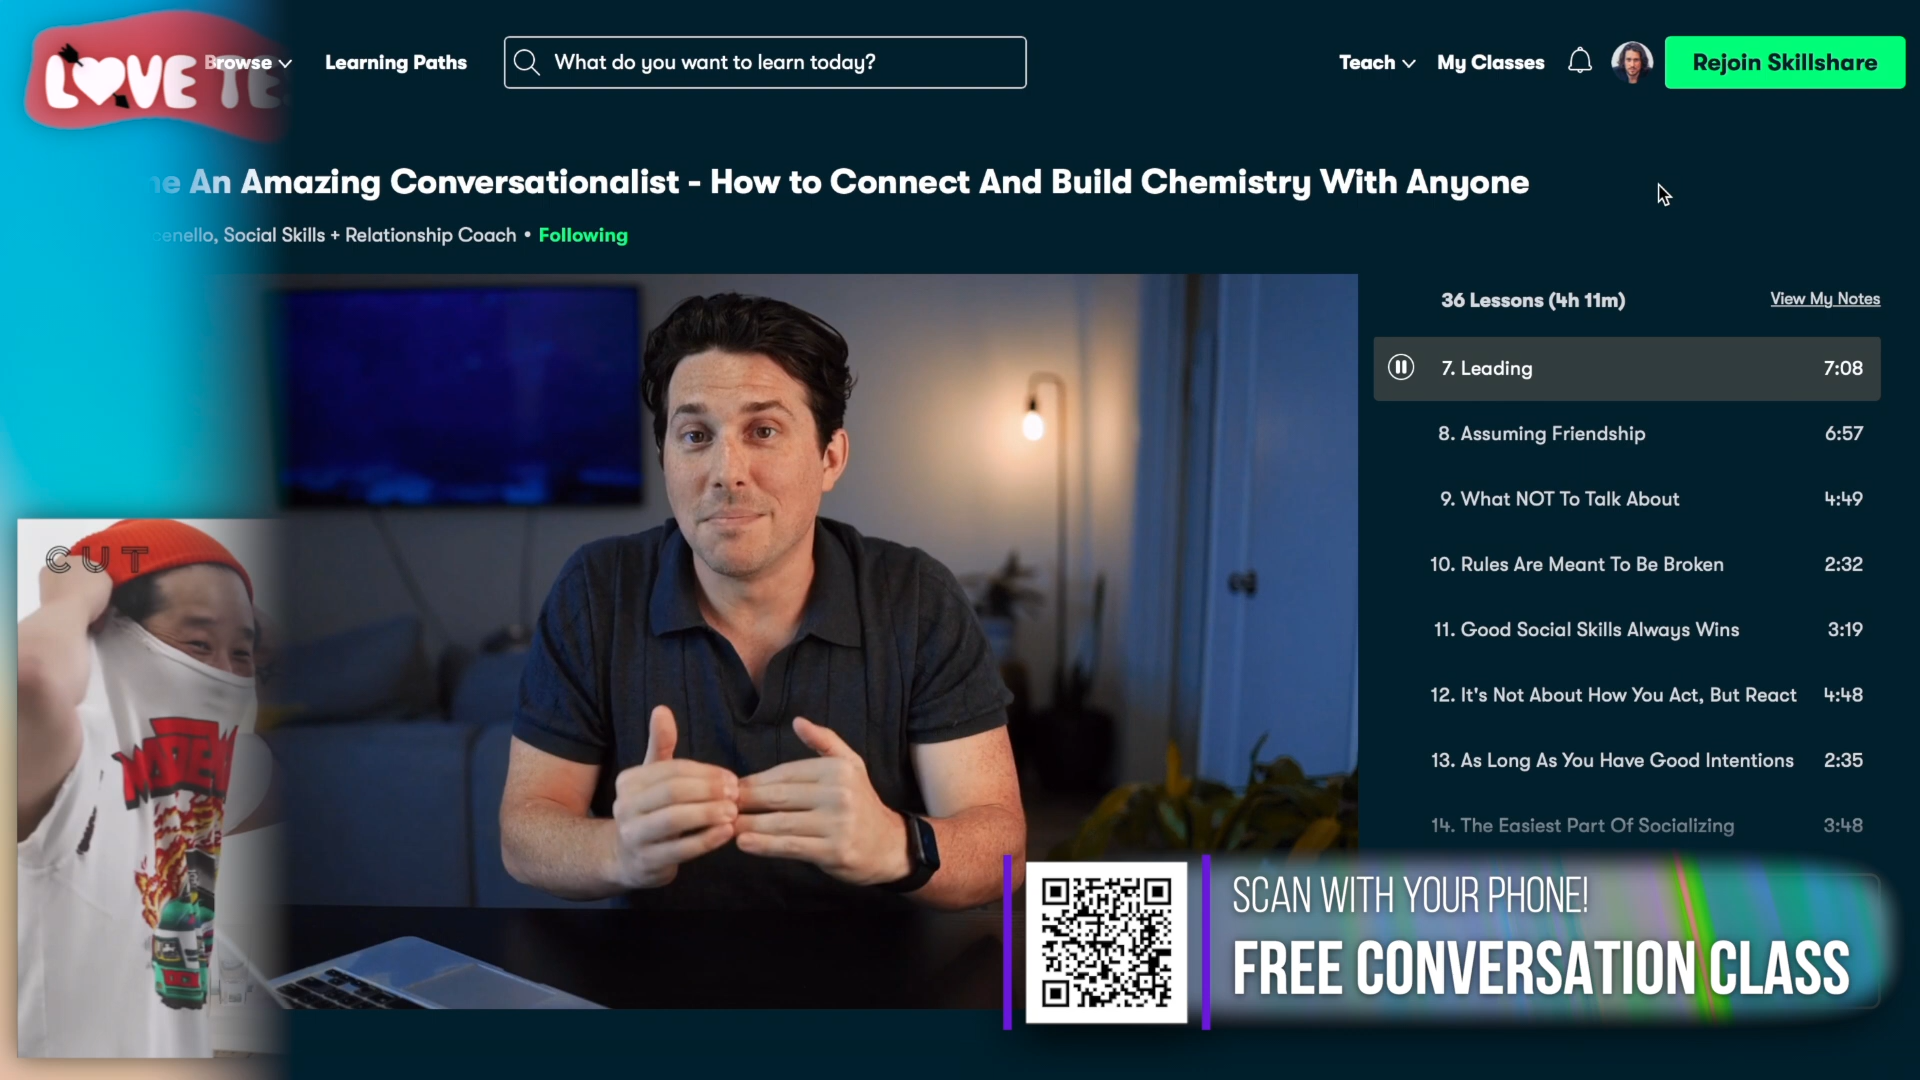 LOVE TE
Browse
Learning Paths
What do you want to learn today?
Teach
My Classes
Rejoin Skillshare
An Amazing Conversationalist - How to Connect And Build Chemistry With Anyone
Social Skills + Relationship Coach • Following
36 Lessons (4h 11m)
View My Notes
7. Leading 7:08
8. Assuming Friendship 6:57
9. What NOT To Talk About 4:49
10. Rules Are Meant To Be Broken 2:32
11. Good Social Skills Always Wins 3:19
12. It's Not About How You Act, But React 4:48
13. As Long As You Have Good Intentions 2:35
14. The Easiest Part Of Socializing 3:48
CUT
SCAN WITH YOUR PHONE!
FREE CONVERSATION CLASS